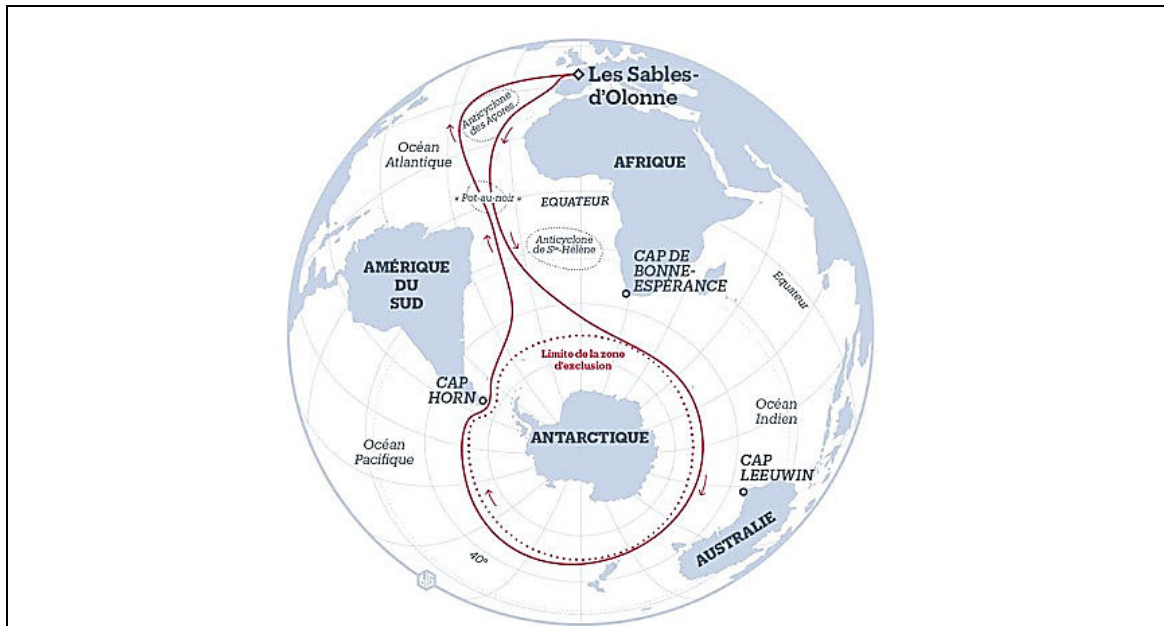 Les Sables-
d'Olonne
Anticyclone
des Açores
Océan
Atlantique
AFRIQUE
« Pot-au-noir »
EQUATEUR
Anticyclone
de Ste-Hélène
CAP DE
BONNE-
ESPÉRANCE
AMÉRIQUE
DU
SUD
Equateur
Limite de la zone
d'exclusion
CAP
HORN
Océan
Indien
ANTARCTIQUE
Océan
Pacifique
CAP
LEEUWIN
AUSTRALIE
40°